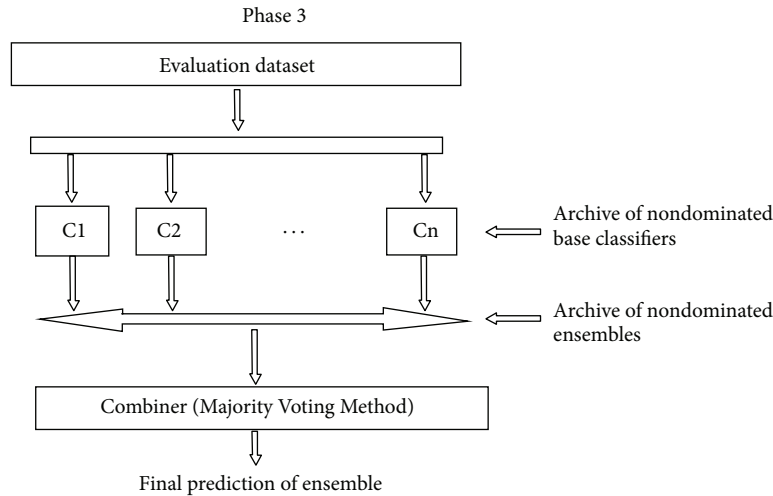 Phase 3
Evaluation dataset
C1
C2
...
Cn
Archive of nondominated
base classifiers
Archive of nondominated
ensembles
Combiner (Majority Voting Method)
Final prediction of ensemble